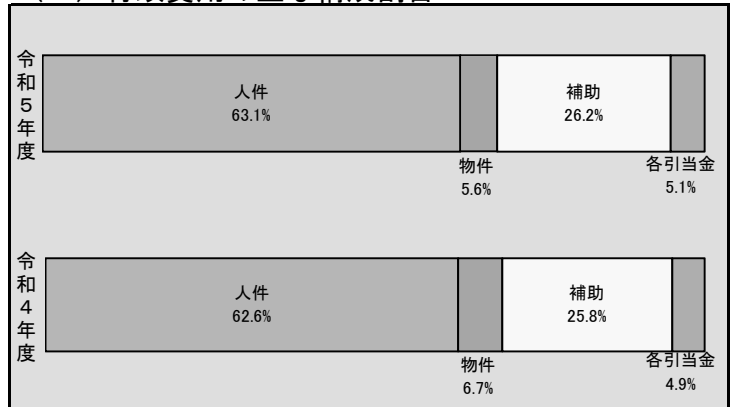 令和５年度
人件
63.1%
補助
26.2%
物件
5.6%
各引当金
5.1%
令和４年度
人件
62.6%
補助
25.8%
物件
6.7%
各引当金
4.9%